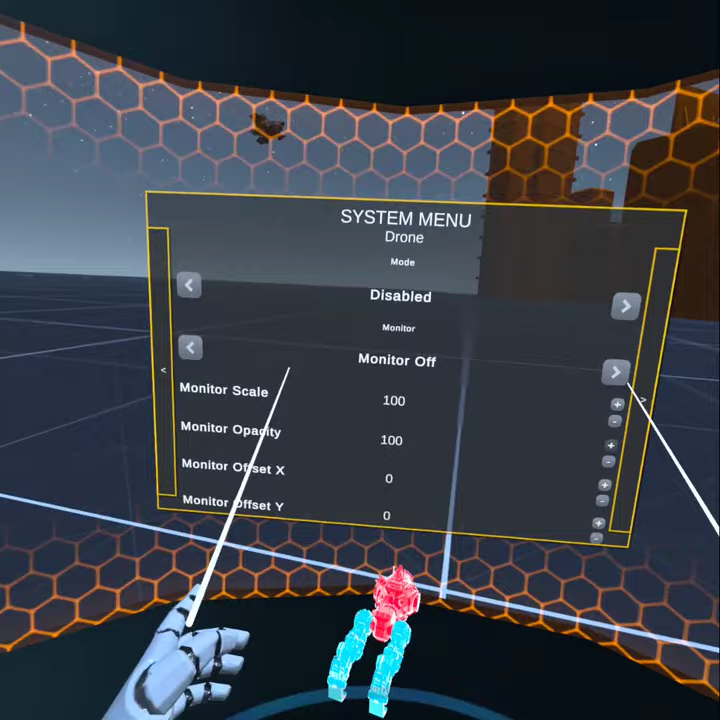 SYSTEM MENU
Drone
Mode
<
Disabled
>
Monitor
<
Monitor Off
>
<
>
Monitor Scale 100 + -
Monitor Opacity 100 + -
Monitor Offset X 0 + -
Monitor Offset Y 0 + -